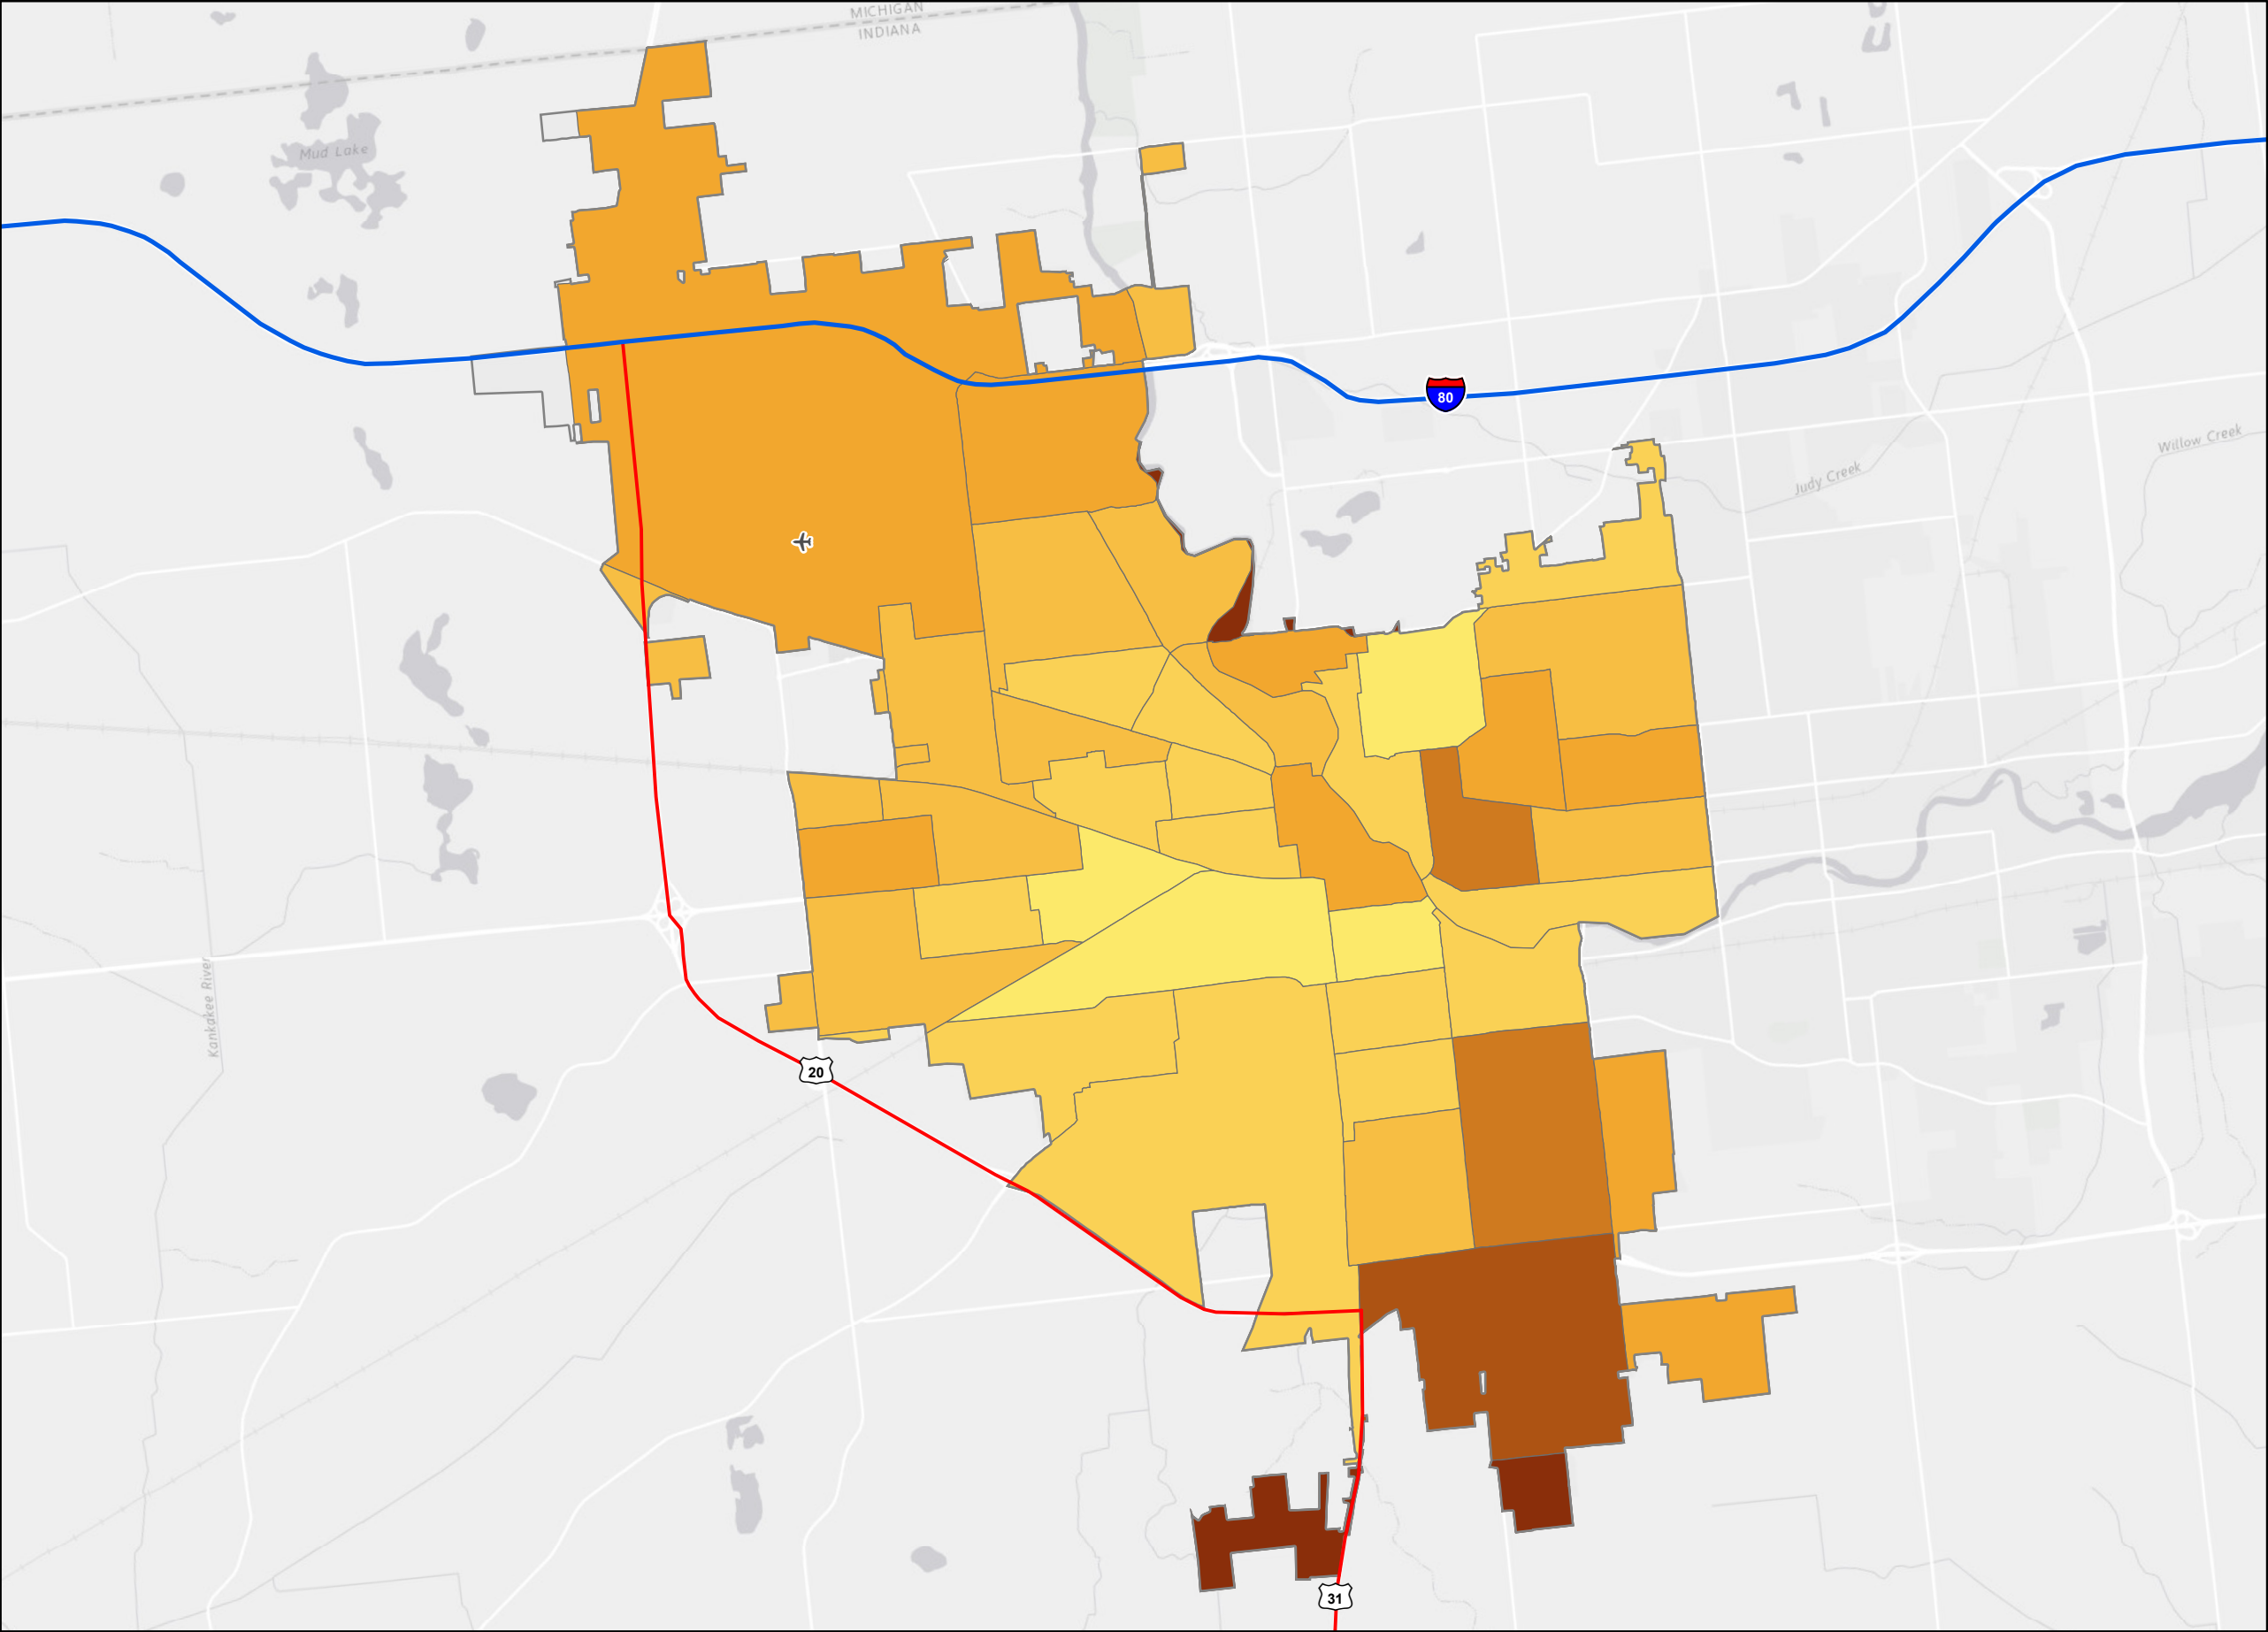 MICHIGAN
INDIANA
Mud Lake
80
Willow Creek
Judy Creek
Kankakee River
20
31